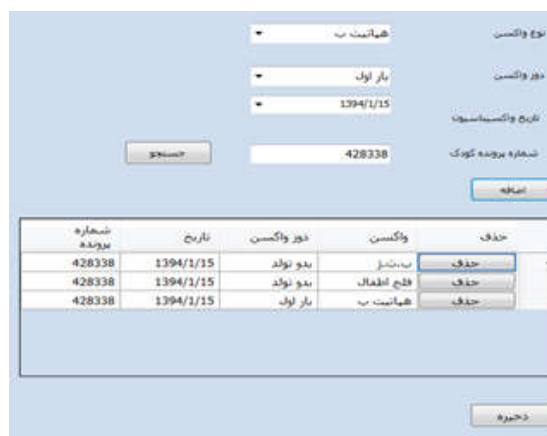 نوع واکسن هپاتیت ب
دوز واکسن بار اول
تاریخ واکسیناسیون 1394/1/15
شماره پرونده کودک 428338 جستجو
اضافه
حذف واکسن دوز واکسن تاریخ شماره پرونده
حذف ب.ث.ژ بدو تولد 1394/1/15 428338
حذف فلج اطفال بدو تولد 1394/1/15 428338
حذف هپاتیت ب بار اول 1394/1/15 428338
ذخیره